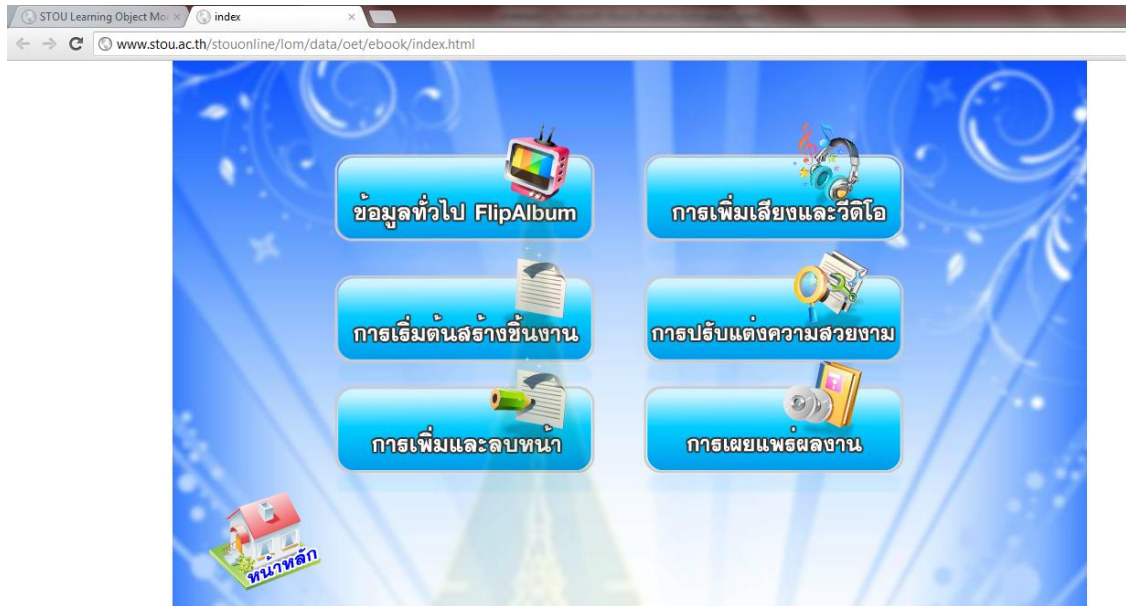 STOU Learning Object Mo
index
www.stou.ac.th/stouonline/lom/data/oet/ebook/index.html
ข้อมูลทั่วไป FlipAlbum
การเพิ่มเสียงและวีดิโอ
การเริ่มต้นสร้างชิ้นงาน
การปรับแต่งความสวยงาม
การเพิ่มและลบหน้า
การเผยแพร่ผลงาน
หน้าหลัก